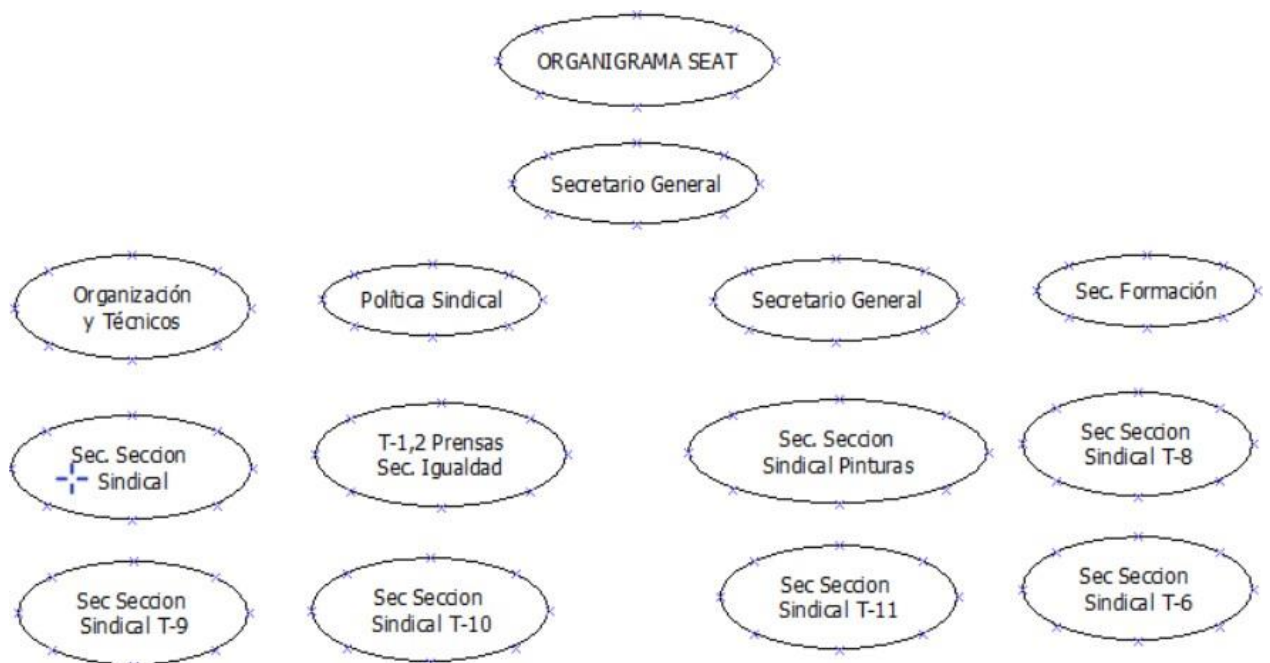 ORGANIGRAMA SEAT
Secretario General
Organización
y Técnicos
Política Sindical
Secretario General
Sec. Formación
Sec. Seccion
Sindical
T-1,2 Prensas
Sec. Igualdad
Sec. Seccion
Sindical Pinturas
Sec Seccion
Sindical T-8
Sec Seccion
Sindical T-9
Sec Seccion
Sindical T-10
Sec Seccion
Sindical T-11
Sec Seccion
Sindical T-6